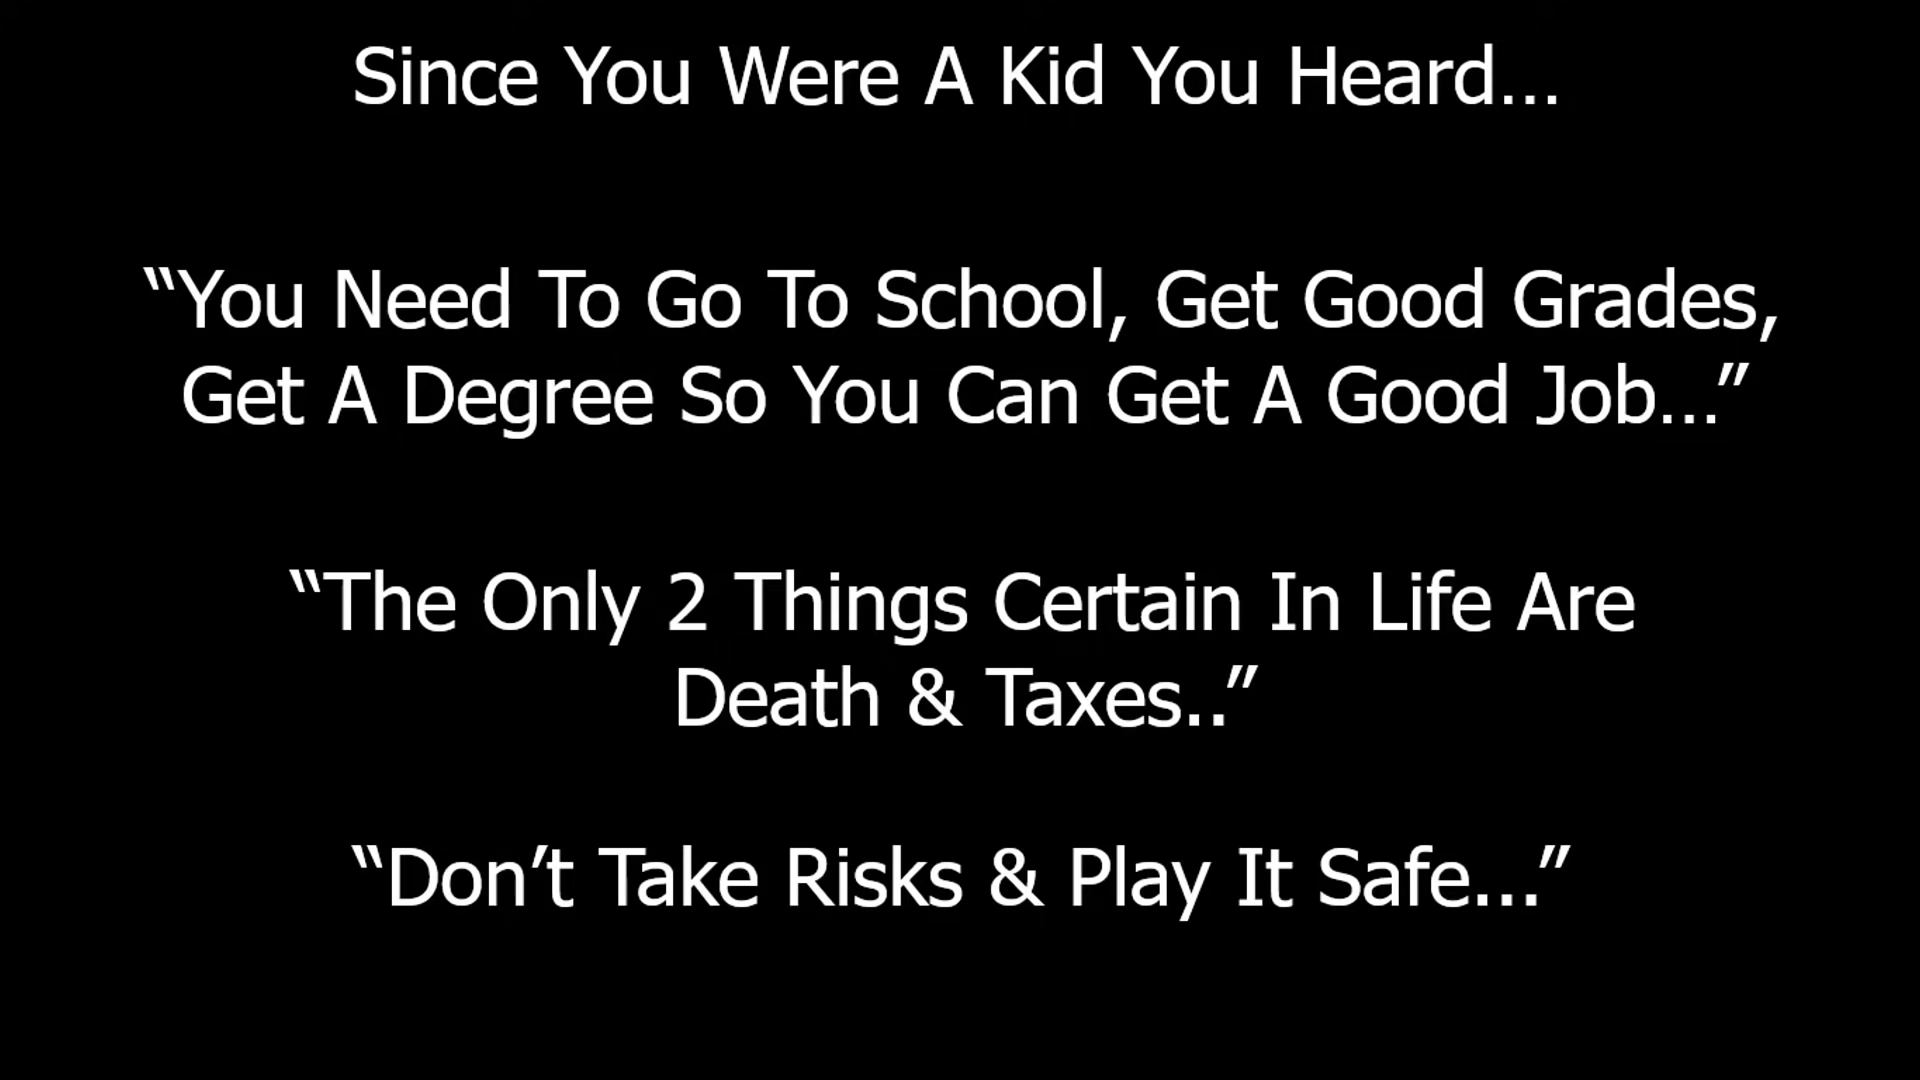 Since You Were A Kid You Heard...
“You Need To Go To School, Get Good Grades,
Get A Degree So You Can Get A Good Job...”
“The Only 2 Things Certain In Life Are
Death & Taxes..”
“Don’t Take Risks & Play It Safe...”